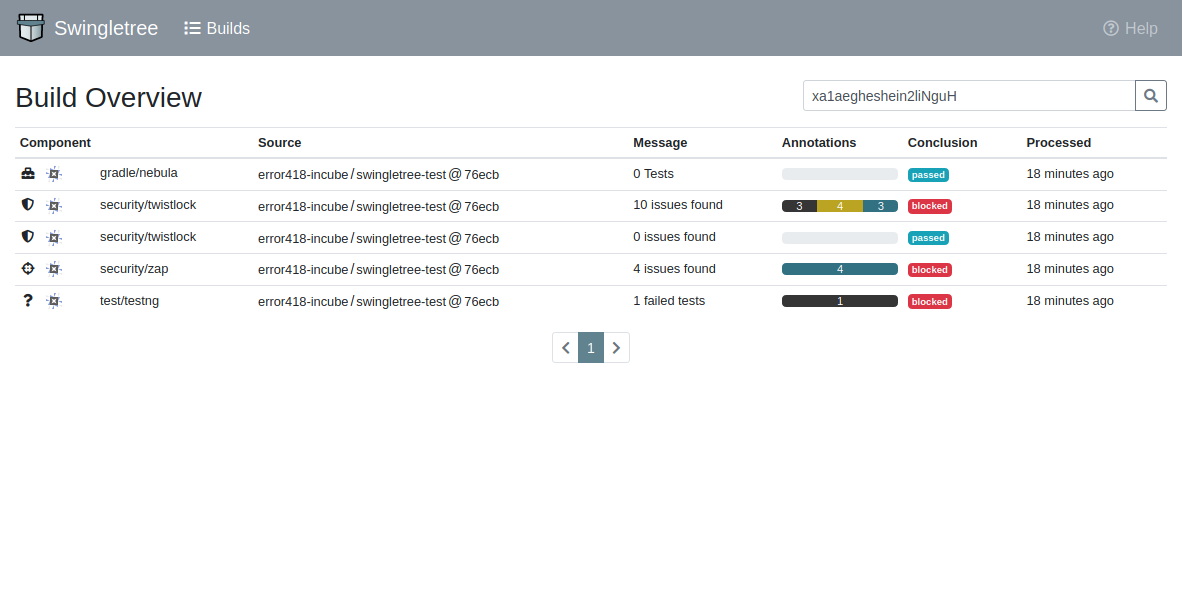 Swingletree Builds Help
Build Overview xa1aegheshein2liNguH
Component Source Message Annotations Conclusion Processed
gradle/nebula error418-incube / swingletree-test @ 76ecb 0 Tests passed 18 minutes ago
security/twistlock error418-incube / swingletree-test @ 76ecb 10 issues found 3 4 3 blocked 18 minutes ago
security/twistlock error418-incube / swingletree-test @ 76ecb 0 issues found passed 18 minutes ago
security/zap error418-incube / swingletree-test @ 76ecb 4 issues found 4 blocked 18 minutes ago
test/testng error418-incube / swingletree-test @ 76ecb 1 failed tests 1 blocked 18 minutes ago
1